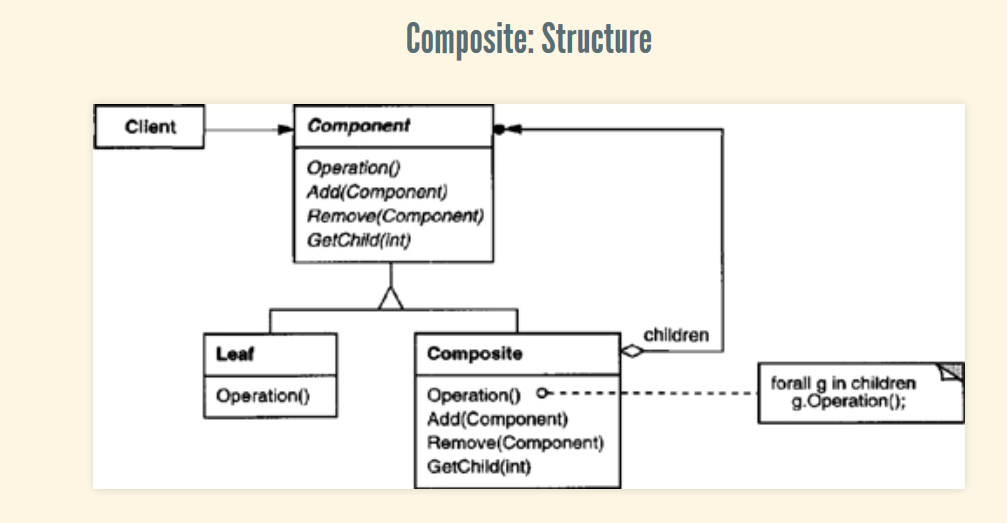 Composite: Structure
Client
Component
Operation()
Add(Component)
Remove(Component)
GetChild(int)
Leaf
Operation()
Composite
Operation()
Add(Component)
Remove(Component)
GetChild(int)
children
forall g in children
g.Operation();